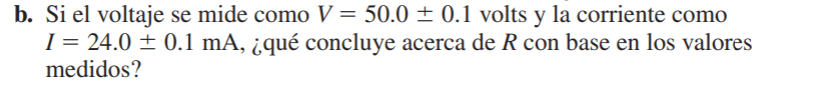 b. Si el voltaje se mide como V = 50.0 ± 0.1 volts y la corriente como
I = 24.0 ± 0.1 mA, ¿qué concluye acerca de R con base en los valores
medidos?